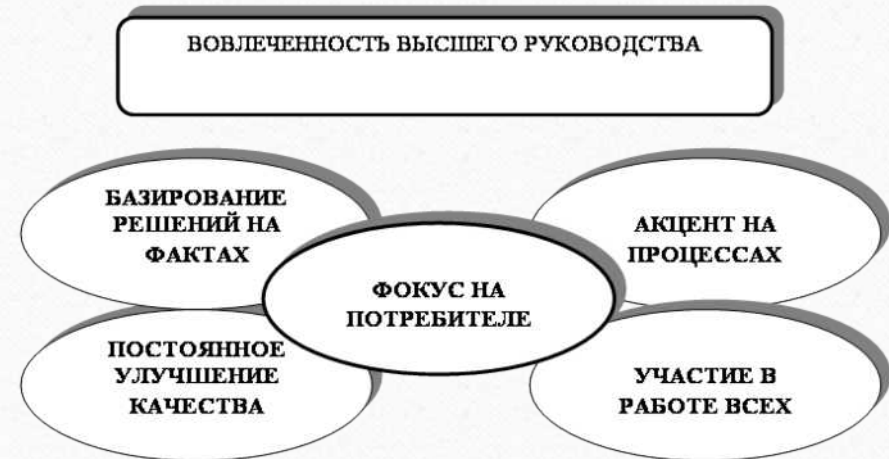 ВОВЛЕЧЕННОСТЬ ВЫСШЕГО РУКОВОДСТВА
БАЗИРОВАНИЕ
РЕШЕНИЙ НА
ФАКТАХ
АКЦЕНТ НА
ПРОЦЕССАХ
ФОКУС НА
ПОТРЕБИТЕЛЕ
ПОСТОЯННОЕ
УЛУЧШЕНИЕ
КАЧЕСТВА
УЧАСТИЕ В
РАБОТЕ ВСЕХ